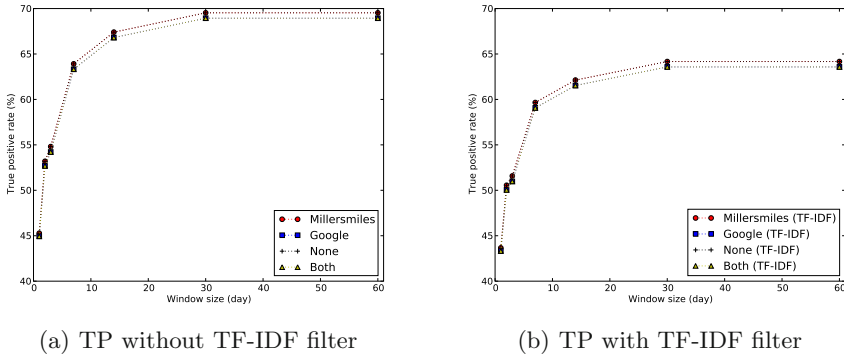 70
65
60
55
50
45
40
True positive rate (%)
0 10 20 30 40 50 60
Window size (day)
Millersmiles
Google
None
Both
(a) TP without TF-IDF filter
70
65
60
55
50
45
40
True positive rate (%)
0 10 20 30 40 50 60
Window size (day)
Millersmiles (TF-IDF)
Google (TF-IDF)
None (TF-IDF)
Both (TF-IDF)
(b) TP with TF-IDF filter